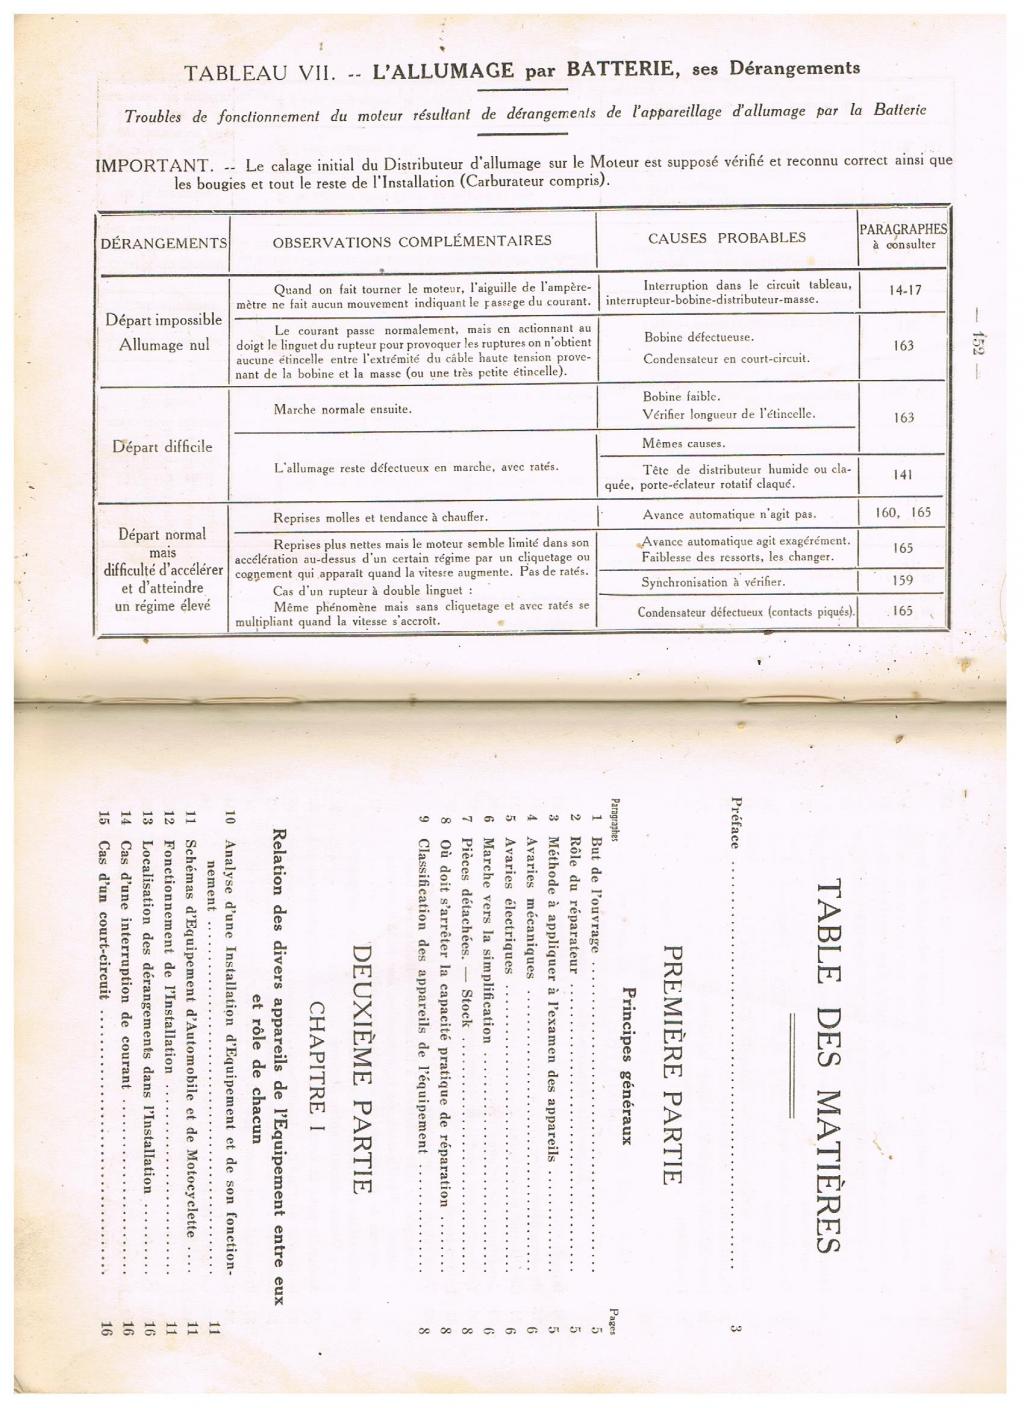 TABLEAU VII. -- L'ALLUMAGE par BATTERIE, ses Dérangements
Troubles de fonctionnement du moteur résultant de dérangements de l'appareillage d'allumage par la Batterie
IMPORTANT. -- Le calage initial du Distributeur d'allumage sur le Moteur est supposé vérifié et reconnu correct ainsi que
les bougies et tout le reste de l'Installation (Carburateur compris).
DÉRANGEMENTS
OBSERVATIONS COMPLÉMENTAIRES
CAUSES PROBABLES
PARAGRAPHES
à consulter
Départ impossible
Allumage nul
Quand on fait tourner le moteur, l'aiguille de l'ampère-
mètre ne fait aucun mouvement indiquant le passage du courant.
Interruption dans le circuit tableau,
interrupteur-bobine-distributeur-masse.
14-17
Le courant passe normalement, mais en actionnant au
doigt le linguet du rupteur pour provoquer les ruptures on n'obtient
aucune étincelle entre l'extrémité du câble haute tension prove-
nant de la bobine et la masse (ou une très petite étincelle).
Bobine défectueuse.
Condensateur en court-circuit.
163
Départ difficile
Marche normale ensuite.
Bobine faible.
Vérifier longueur de l'étincelle.
163
L'allumage reste défectueux en marche, avec ratés.
Mêmes causes.
Tête de distributeur humide ou cla-
quée, porte-éclateur rotatif claqué.
141
Départ normal
mais
difficulté d'accélérer
et d'atteindre
un régime élevé
Reprises molles et tendance à chauffer.
Avance automatique n'agit pas.
160, 165
Reprises plus nettes mais le moteur semble limité dans son
accélération au-dessus d'un certain régime par un cliquetage ou
cognement qui apparaît quand la vitesse augmente. Pas de ratés.
Avance automatique agit exagérément.
Faiblesse des ressorts, les changer.
165
Cas d'un rupteur à double linguet :
Synchronisation à vérifier.
159
Même phénomène mais sans cliquetage et avec ratés se
multipliant quand la vitesse s'accroît.
Condensateur défectueux (contacts piqués).
165
— 152 —
TABLE DES MATIÈRES
Préface .......... 3
PREMIÈRE PARTIE
Principes généraux
Paragraphes Pages
1 But de l'ouvrage .......... 5
2 Rôle du réparateur .......... 5
3 Méthode à appliquer à l'examen des appareils .......... 5
4 Avaries mécaniques .......... 6
5 Avaries électriques .......... 6
6 Marche vers la simplification .......... 6
7 Pièces détachées. — Stock .......... 8
8 Où doit s'arrêter la capacité pratique de réparation .......... 8
9 Classification des appareils de l'équipement .......... 8
DEUXIÈME PARTIE
CHAPITRE I
Relation des divers appareils de l'Equipement entre eux
et rôle de chacun
10 Analyse d'une Installation d'Equipement et de son fonction-
nement .......... 11
11 Schémas d'Equipement d'Automobile et de Motocyclette .... 11
12 Fonctionnement de l'Installation .......... 11
13 Localisation des dérangements dans l'Installation .......... 16
14 Cas d'une interruption de courant .......... 16
15 Cas d'un court-circuit .......... 16